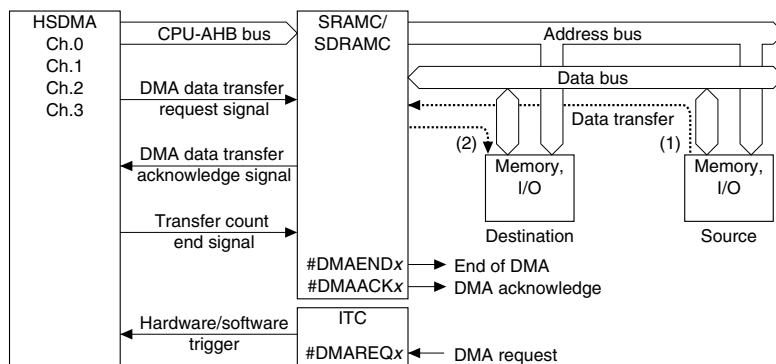 HSDMA
Ch.0
Ch.1
Ch.2
Ch.3
CPU-AHB bus
DMA data transfer
request signal
DMA data transfer
acknowledge signal
Transfer count
end signal
Hardware/software
trigger
SRAMC/
SDRAMC
#DMAENDx
#DMAACKx
ITC
#DMAREQx
End of DMA
DMA acknowledge
DMA request
Address bus
Data bus
Data transfer
(2)
(1)
Memory,
I/O
Destination
Memory,
I/O
Source